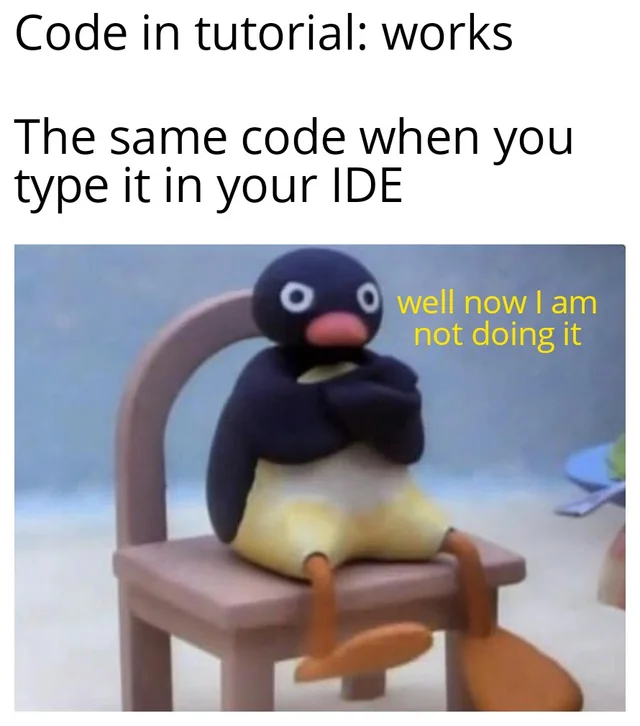 Code in tutorial: works
The same code when you
type it in your IDE
well now I am
not doing it